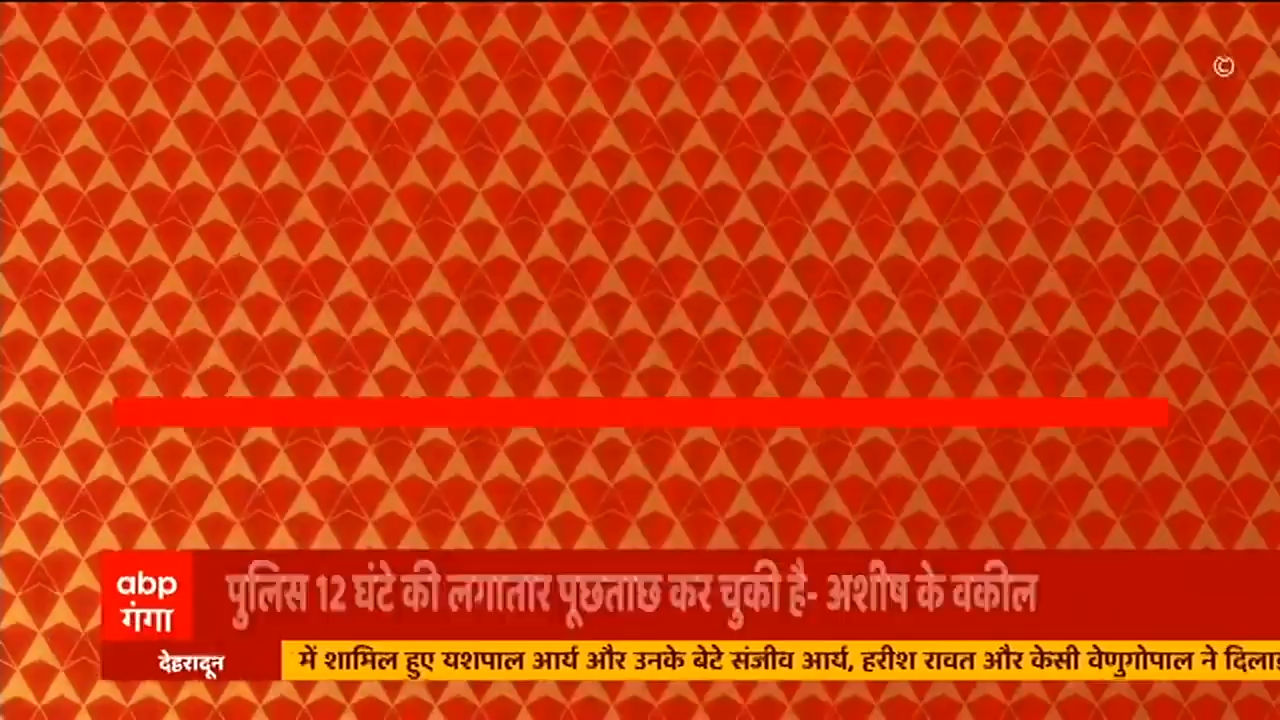 ©
abp
गंगा
पुलिस 12 घंटे की लगातार पूछताछ कर चुकी है- अशीष के वकील
देहरादून
में शामिल हुए यशपाल आर्य और उनके बेटे संजीव आर्य, हरीश रावत और केसी वेणुगोपाल ने